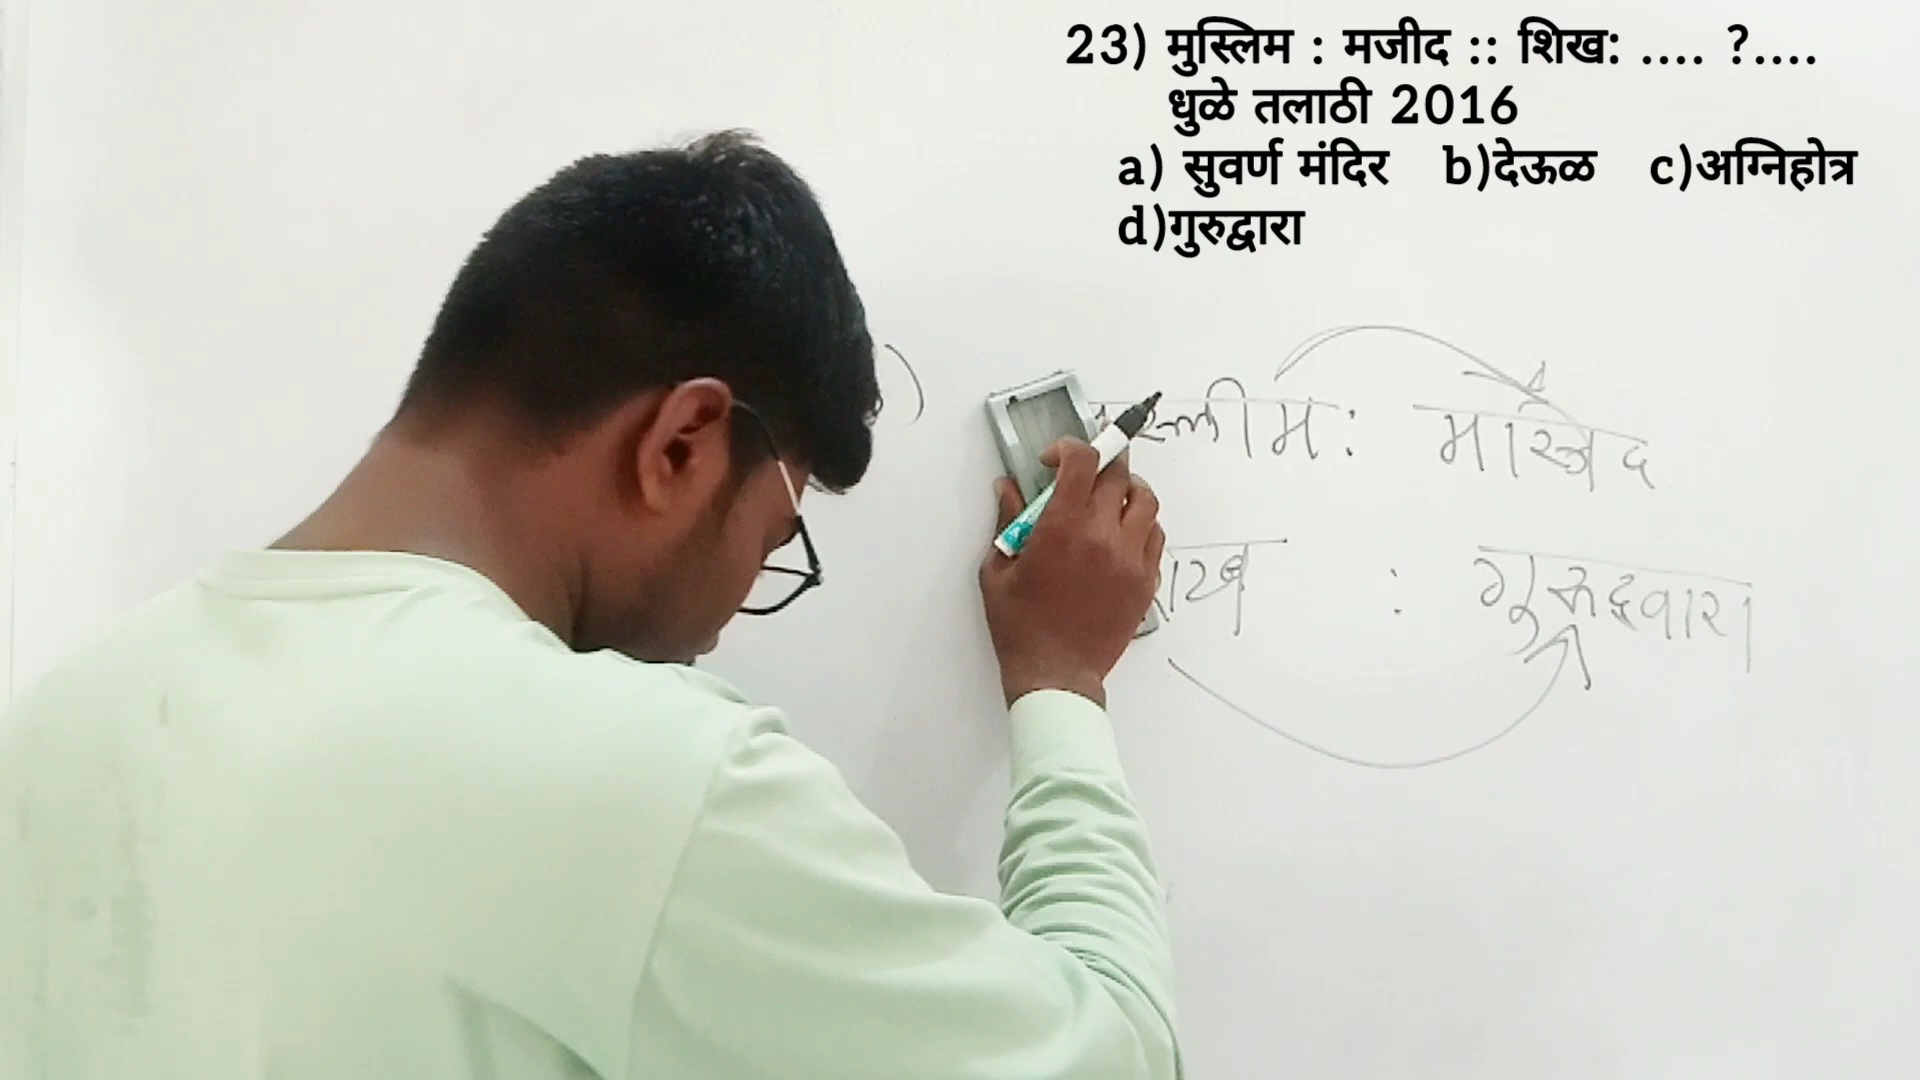 23) मुस्लिम : मजीद :: शिख: .... ?....
धुळे तलाठी 2016
a) सुवर्ण मंदिर b)देऊळ c)अग्निहोत्र
d)गुरुद्वारा
)
: मस्जिद
: गुरूद्वारा